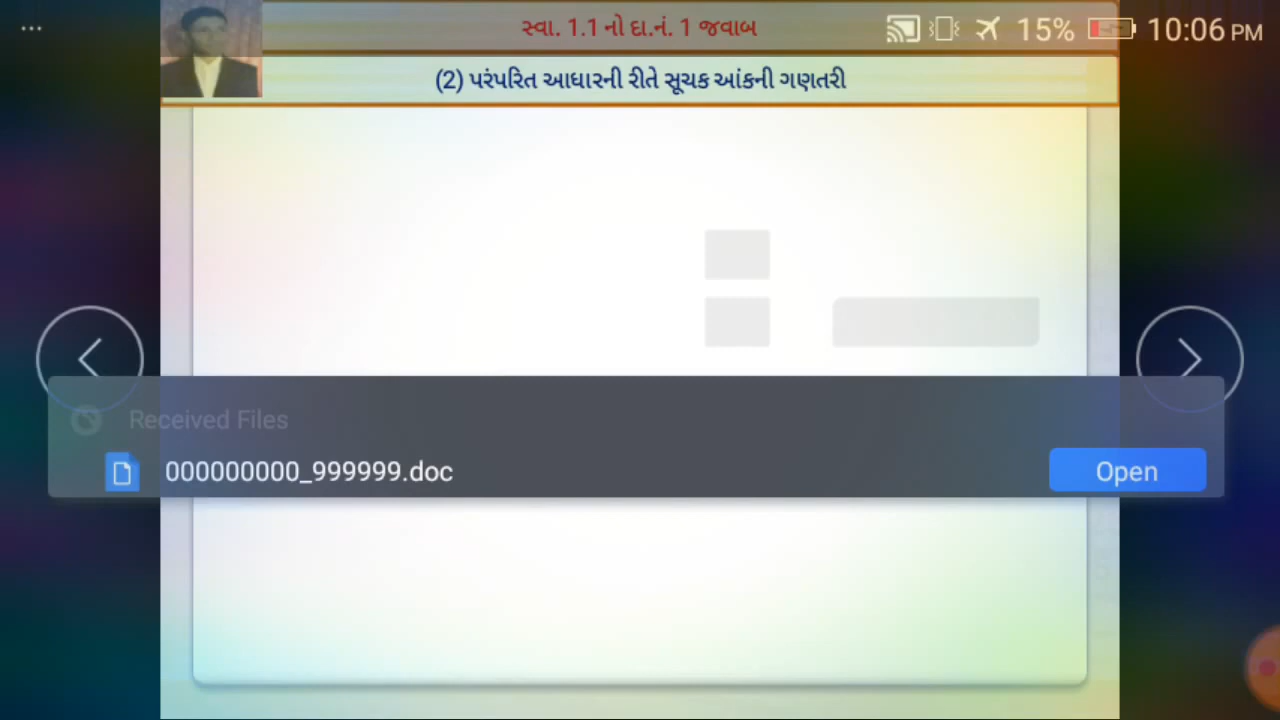 ...
સ્વા. 1.1 નો દા.નં. 1 જવાબ
15%
10:06 PM
(2) પરંપરિત આધારની રીતે સૂચક આંકની ગણતરી
Received Files
000000000_999999.doc
Open